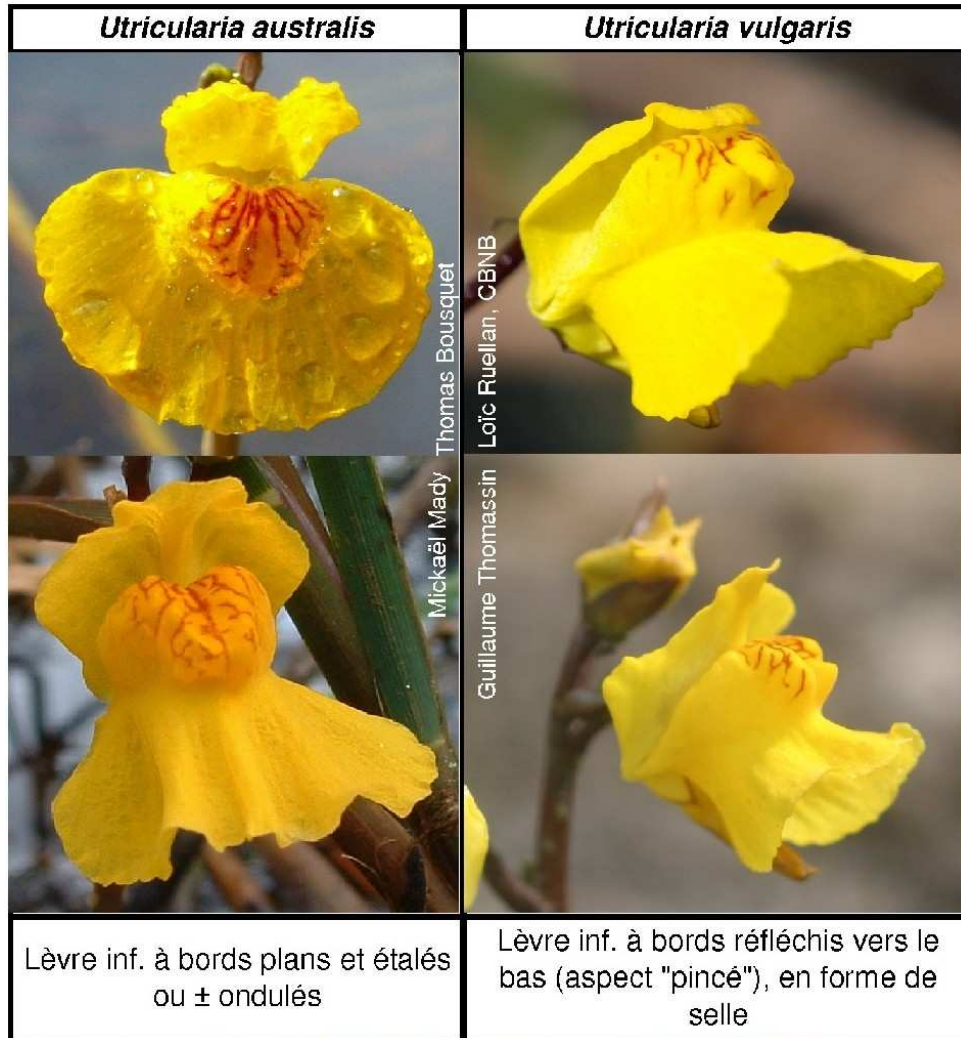 Utricularia australis
Utricularia vulgaris
Thomas Bousquet
Loïc Ruellan, CBNB
Mickaël Mady
Guillaume Thomassin
Lèvre inf. à bords plans et étalés
ou ± ondulés
Lèvre inf. à bords réfléchis vers le
bas (aspect "pincé"), en forme de
selle